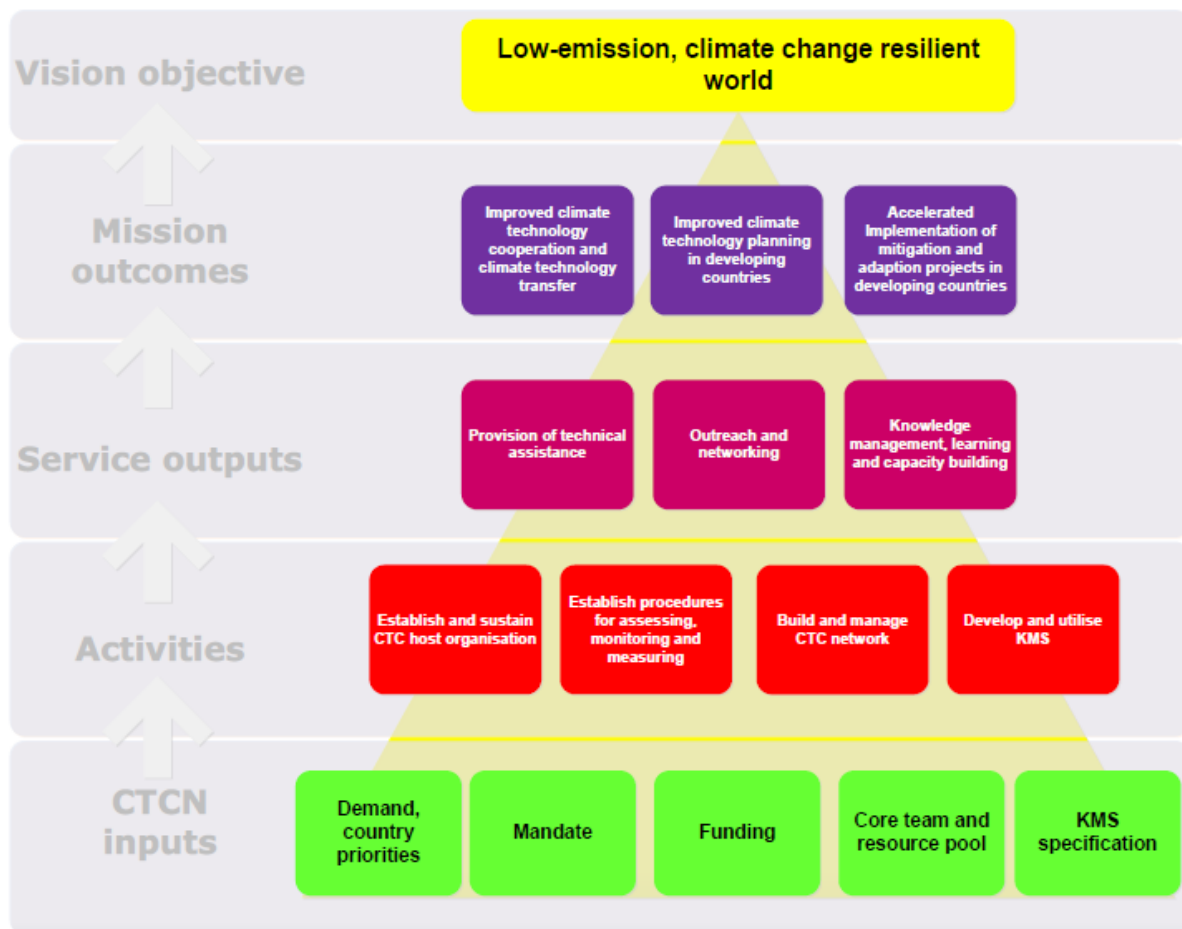 Vision objective
Low-emission, climate change resilient
world
Mission
outcomes
Improved climate
technology
cooperation and
climate technology
transfer
Improved climate
technology planning
in developing
countries
Accelerated
Implementation of
mitigation and
adaption projects in
developing countries
Service outputs
Provision of technical
assistance
Outreach and
networking
Knowledge
management, learning
and capacity building
Activities
Establish and sustain
CTC host organisation
Establish procedures
for assessing,
monitoring and
measuring
Build and manage
CTC network
Develop and utilise
KMS
CTCN
inputs
Demand,
country
priorities
Mandate
Funding
Core team and
resource pool
KMS
specification